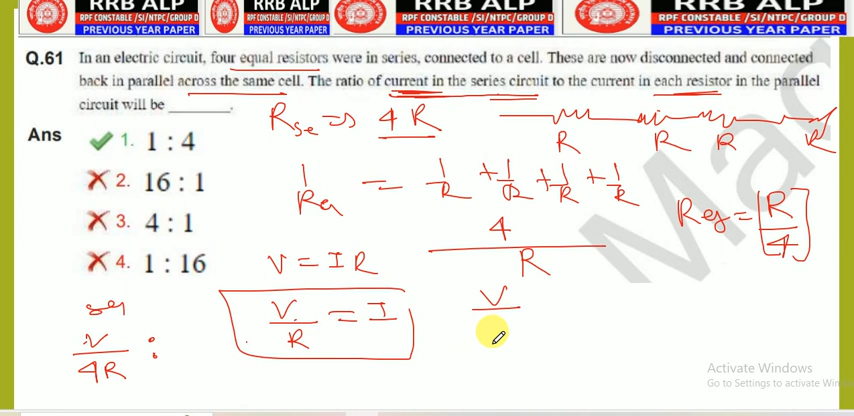 RRB ALP RRB ALP RRB ALP RRB ALP
RPF CONSTABLE /SI/NTPC/GROUP D RPF CONSTABLE /SI/NTPC/GROUP D RPF CONSTABLE /SI/NTPC/GROUP D RPF CONSTABLE /SI/NTPC/GROUP D
PREVIOUS YEAR PAPER PREVIOUS YEAR PAPER PREVIOUS YEAR PAPER PREVIOUS YEAR PAPER
Q.61 In an electric circuit, four equal resistors were in series, connected to a cell. These are now disconnected and connected
back in parallel across the same cell. The ratio of current in the series circuit to the current in each resistor in the parallel
circuit will be ________.
Rse => 4R
R R R R
Ans 1. 1 : 4
2. 16 : 1
3. 4 : 1
4. 1 : 16
1/Req = 1/R + 1/R + 1/R + 1/R
4/R
Req = [R/4]
V = IR
V/R = I
V
V/4R :
Mac
Activate Windows
Go to Settings to activate Win